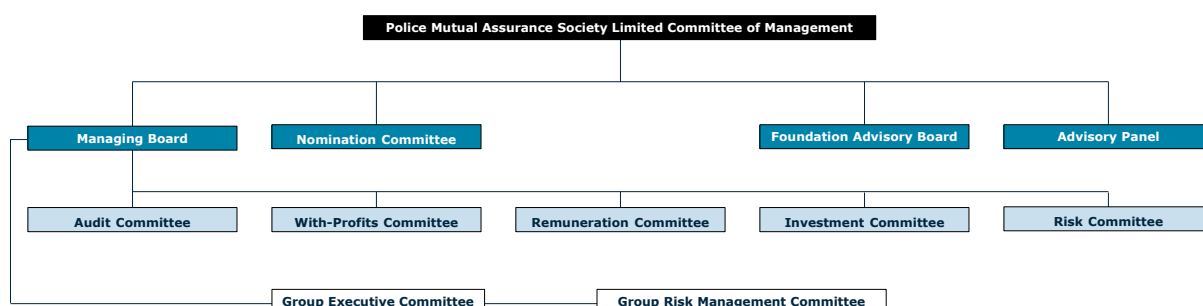 Police Mutual Assurance Society Limited Committee of Management
Managing Board
Nomination Committee
Foundation Advisory Board
Advisory Panel
Audit Committee
With-Profits Committee
Remuneration Committee
Investment Committee
Risk Committee
Group Executive Committee
Group Risk Management Committee